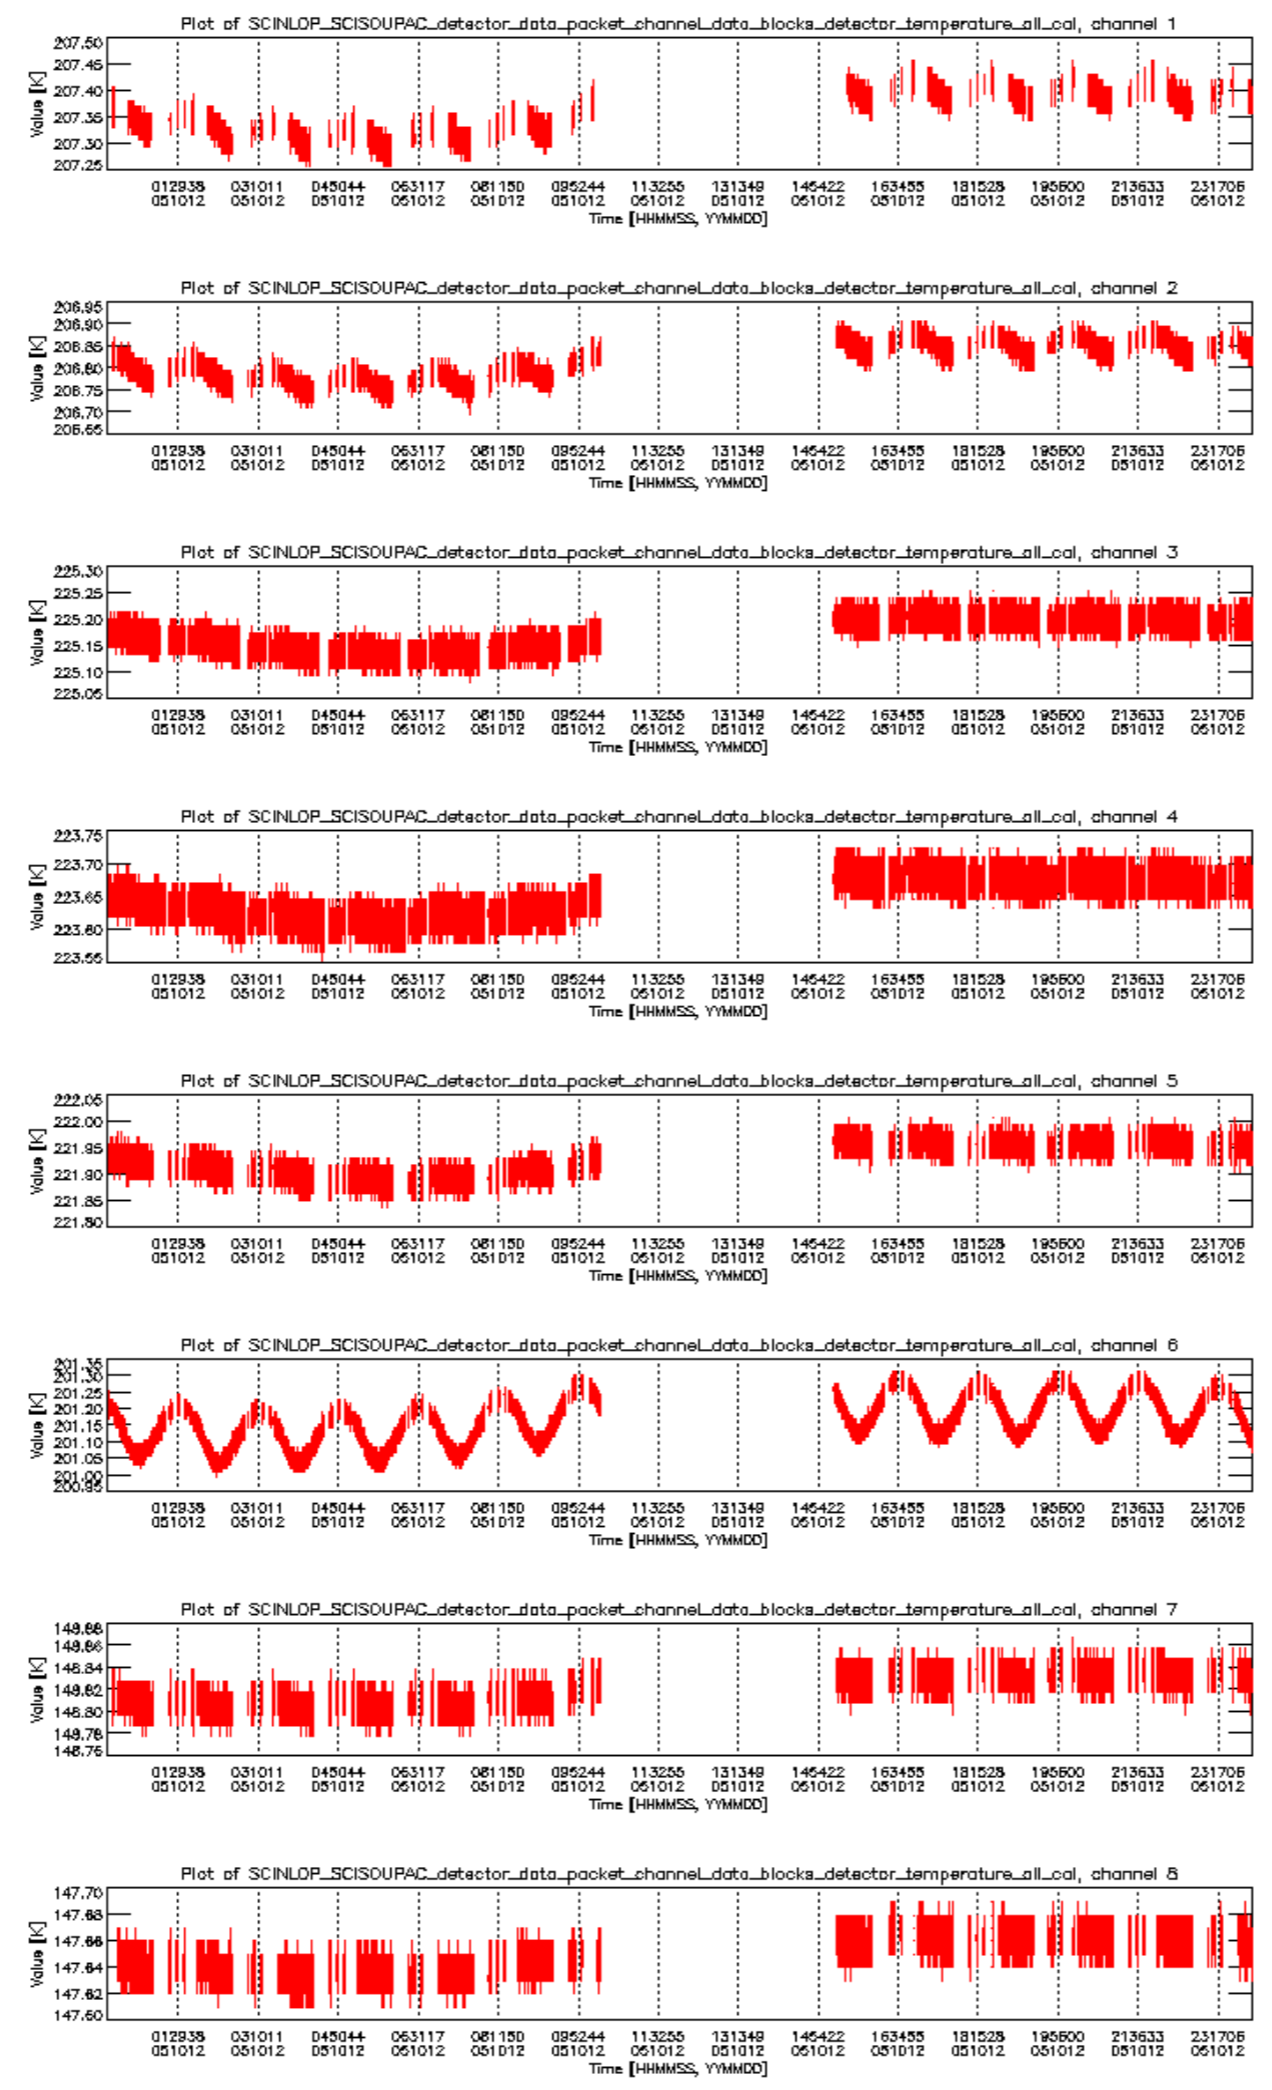 Plot of SCINLOP_SCISOUPAC_detector_data_packet_channel_data_blocks_detector_temperature_all_cal, channel 1
Value [K]
207.50
207.45
207.40
207.35
207.30
207.25
012938 031011 045044 063117 081150 095244 113255 131349 145422 163455 181528 195600 213633 231706
051012 051012 051012 051012 051012 051012 051012 051012 051012 051012 051012 051012 051012 051012
Time [HHMMSS, YYMMDD]
Plot of SCINLOP_SCISOUPAC_detector_data_packet_channel_data_blocks_detector_temperature_all_cal, channel 2
Value [K]
206.95
206.90
206.85
206.80
206.75
206.70
206.65
012938 031011 045044 063117 081150 095244 113255 131349 145422 163455 181528 195600 213633 231706
051012 051012 051012 051012 051012 051012 051012 051012 051012 051012 051012 051012 051012 051012
Time [HHMMSS, YYMMDD]
Plot of SCINLOP_SCISOUPAC_detector_data_packet_channel_data_blocks_detector_temperature_all_cal, channel 3
Value [K]
225.30
225.25
225.20
225.15
225.10
225.05
012938 031011 045044 063117 081150 095244 113255 131349 145422 163455 181528 195600 213633 231706
051012 051012 051012 051012 051012 051012 051012 051012 051012 051012 051012 051012 051012 051012
Time [HHMMSS, YYMMDD]
Plot of SCINLOP_SCISOUPAC_detector_data_packet_channel_data_blocks_detector_temperature_all_cal, channel 4
Value [K]
223.75
223.70
223.65
223.60
223.55
012938 031011 045044 063117 081150 095244 113255 131349 145422 163455 181528 195600 213633 231706
051012 051012 051012 051012 051012 051012 051012 051012 051012 051012 051012 051012 051012 051012
Time [HHMMSS, YYMMDD]
Plot of SCINLOP_SCISOUPAC_detector_data_packet_channel_data_blocks_detector_temperature_all_cal, channel 5
Value [K]
222.05
222.00
221.95
221.90
221.85
221.80
012938 031011 045044 063117 081150 095244 113255 131349 145422 163455 181528 195600 213633 231706
051012 051012 051012 051012 051012 051012 051012 051012 051012 051012 051012 051012 051012 051012
Time [HHMMSS, YYMMDD]
Plot of SCINLOP_SCISOUPAC_detector_data_packet_channel_data_blocks_detector_temperature_all_cal, channel 6
Value [K]
201.35
201.30
201.25
201.20
201.15
201.10
201.05
201.00
200.95
012938 031011 045044 063117 081150 095244 113255 131349 145422 163455 181528 195600 213633 231706
051012 051012 051012 051012 051012 051012 051012 051012 051012 051012 051012 051012 051012 051012
Time [HHMMSS, YYMMDD]
Plot of SCINLOP_SCISOUPAC_detector_data_packet_channel_data_blocks_detector_temperature_all_cal, channel 7
Value [K]
148.88
148.86
148.84
148.82
148.80
148.78
148.76
012938 031011 045044 063117 081150 095244 113255 131349 145422 163455 181528 195600 213633 231706
051012 051012 051012 051012 051012 051012 051012 051012 051012 051012 051012 051012 051012 051012
Time [HHMMSS, YYMMDD]
Plot of SCINLOP_SCISOUPAC_detector_data_packet_channel_data_blocks_detector_temperature_all_cal, channel 8
Value [K]
147.70
147.68
147.66
147.64
147.62
147.60
012938 031011 045044 063117 081150 095244 113255 131349 145422 163455 181528 195600 213633 231706
051012 051012 051012 051012 051012 051012 051012 051012 051012 051012 051012 051012 051012 051012
Time [HHMMSS, YYMMDD]